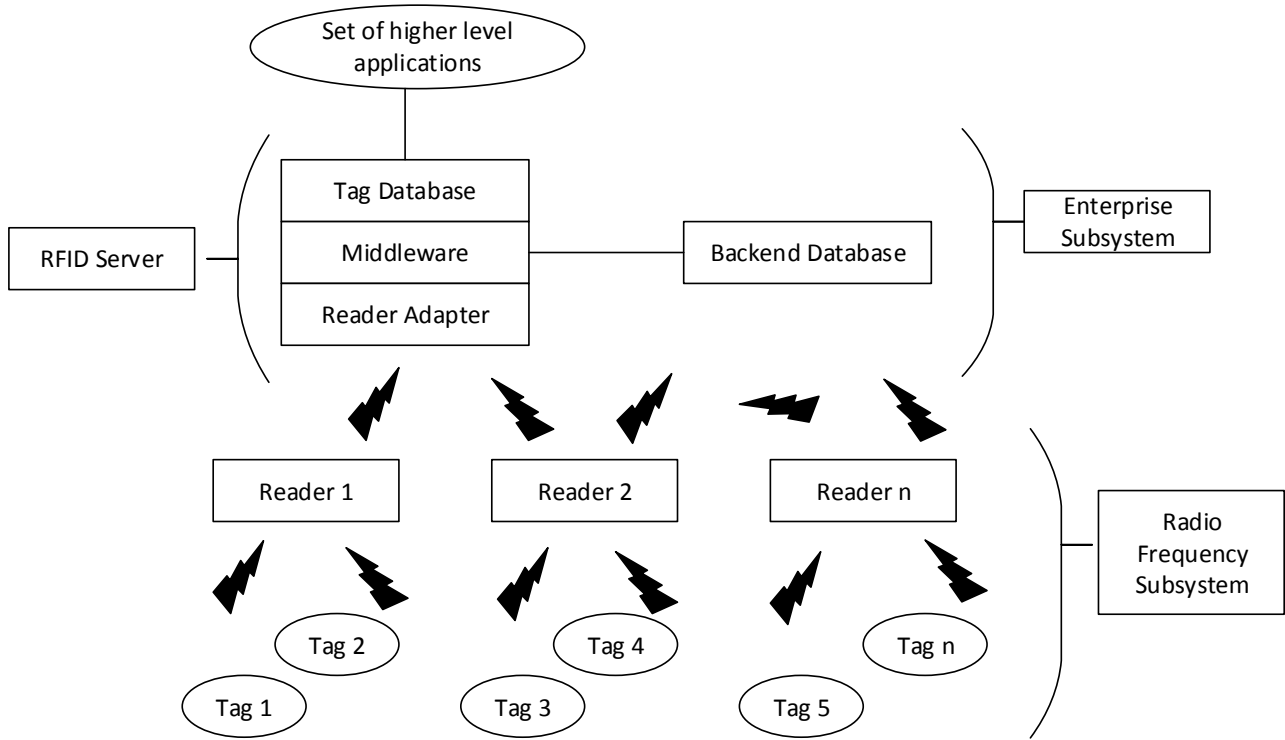 Set of higher level
applications
Tag Database
RFID Server
Middleware
Backend Database
Enterprise
Subsystem
Reader Adapter
Reader 1
Reader 2
Reader n
Radio
Frequency
Subsystem
Tag 2
Tag 4
Tag n
Tag 1
Tag 3
Tag 5